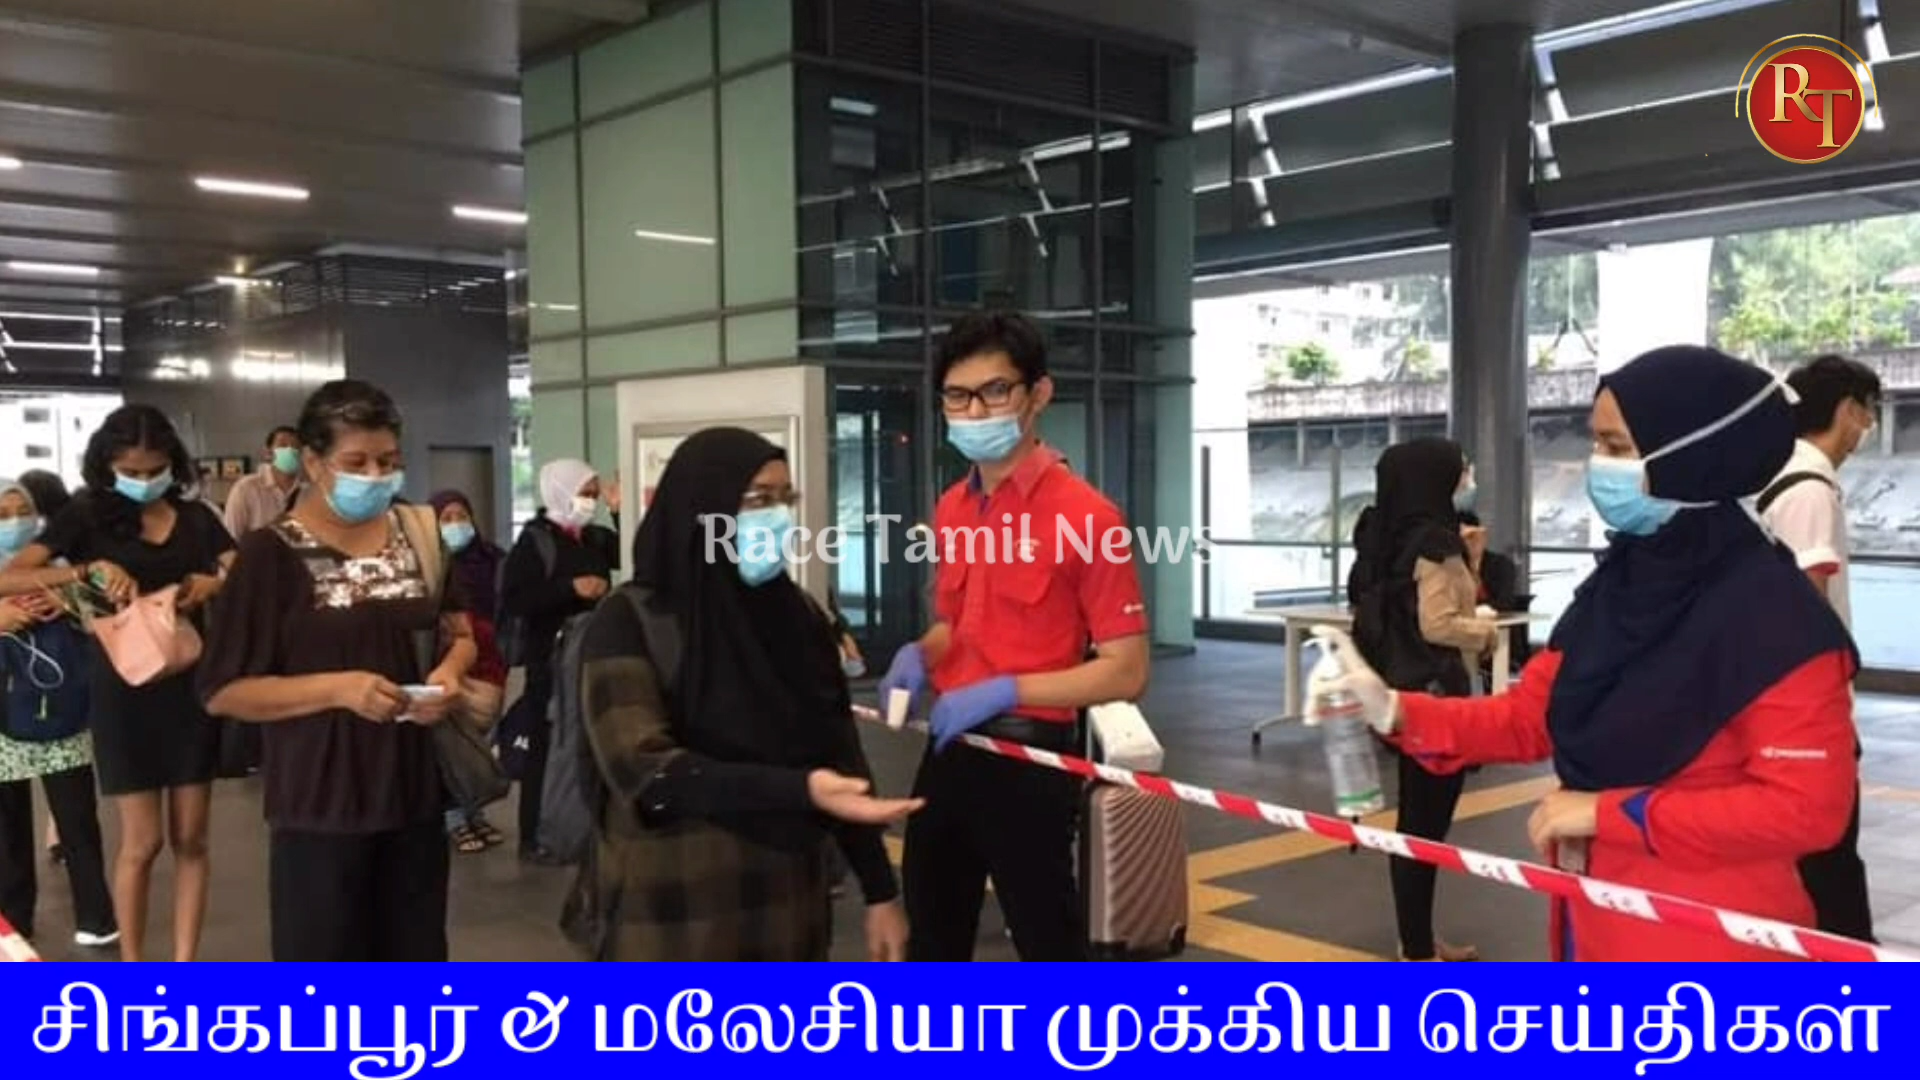 RT
Race Tamil News
சிங்கப்பூர் & மலேசியா முக்கிய செய்திகள்